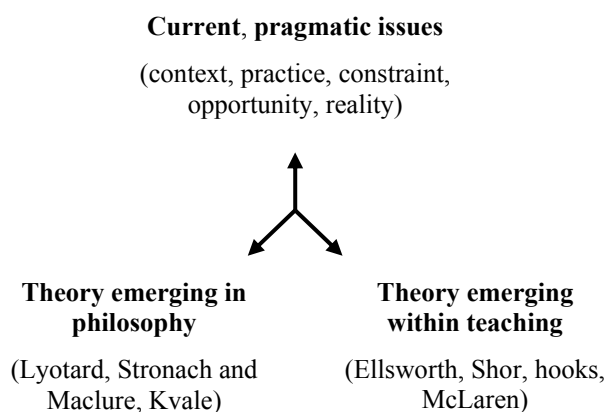 Current, pragmatic issues
(context, practice, constraint,
opportunity, reality)
Theory emerging in
philosophy
(Lyotard, Stronach and
Maclure, Kvale)
Theory emerging
within teaching
(Ellsworth, Shor, hooks,
McLaren)